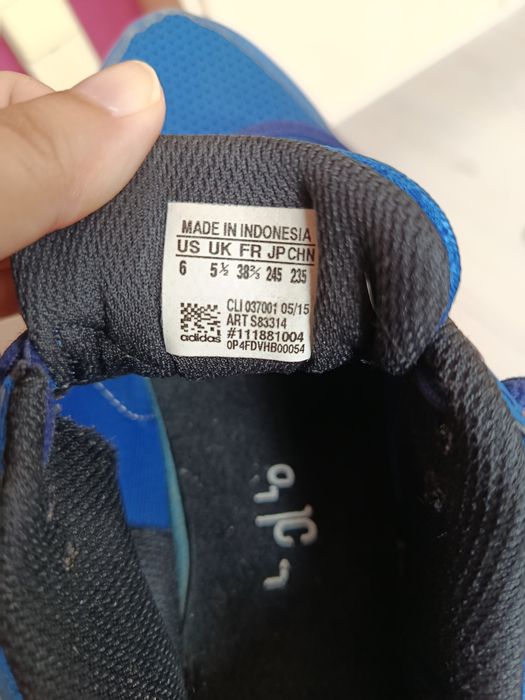 MADE IN INDONESIA
US UK FR JP CHN
6 5½ 38⅔ 245 235
CLI 037001 05/15
ART S83314
#111881004
adidas 0P4FDVHB00054